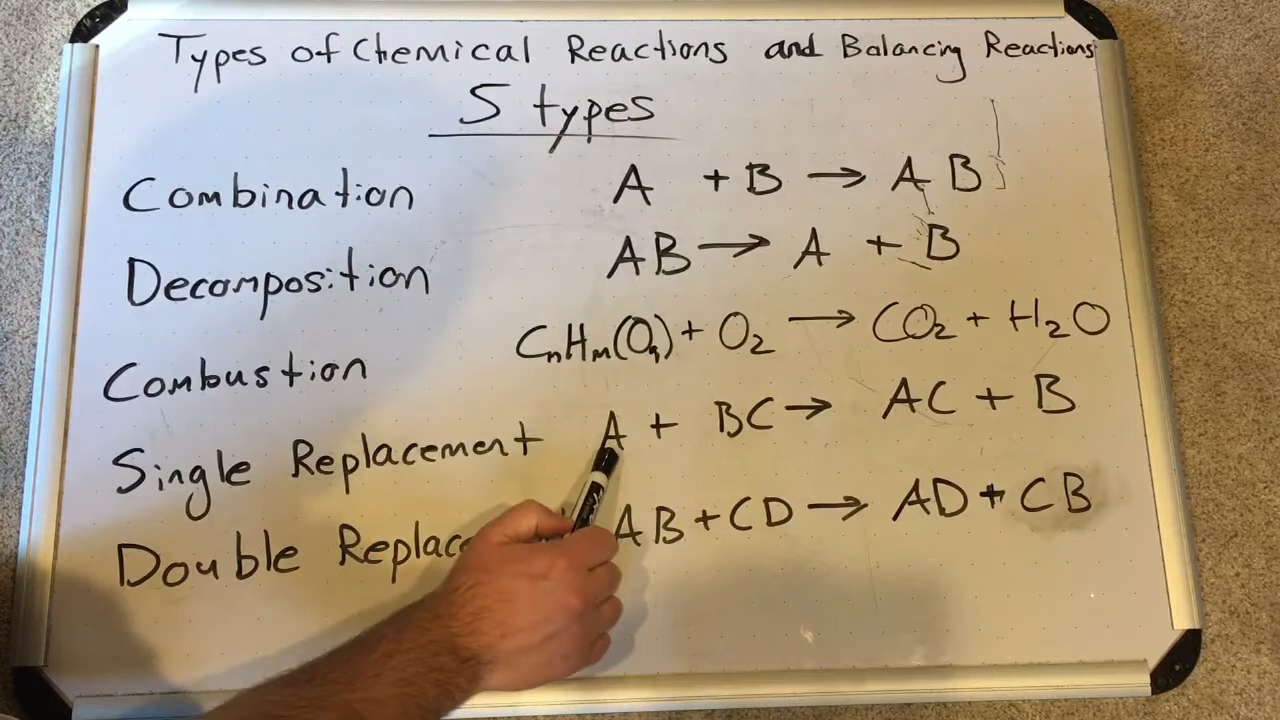 Types of Chemical Reactions and Balancing Reactions
5 types
Combination A + B → AB
Decomposition AB → A + B
Combustion CₙHₘ(O_q) + O₂ → CO₂ + H₂O
Single Replacement A + BC → AC + B
Double Replac AB + CD → AD + CB